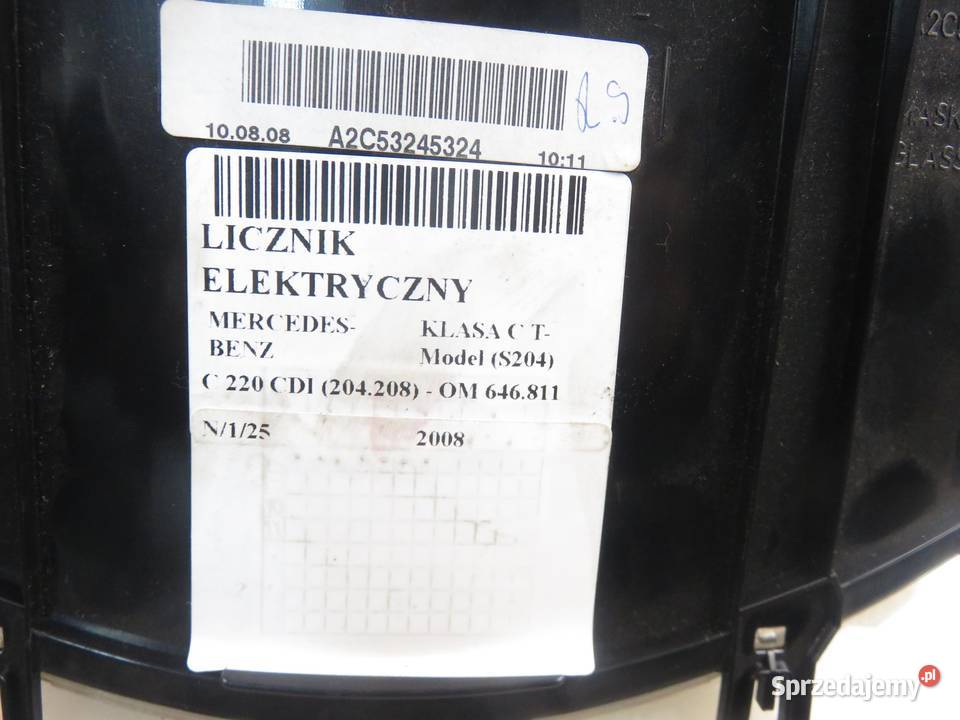 10.08.08 A2C53245324 10:11
LICZNIK
ELEKTRYCZNY
MERCEDES-
BENZ
KLASA C T-
Model (S204)
C 220 CDI (204.208) - OM 646.811
N/1/25 2008
Sprzedajemy.pl